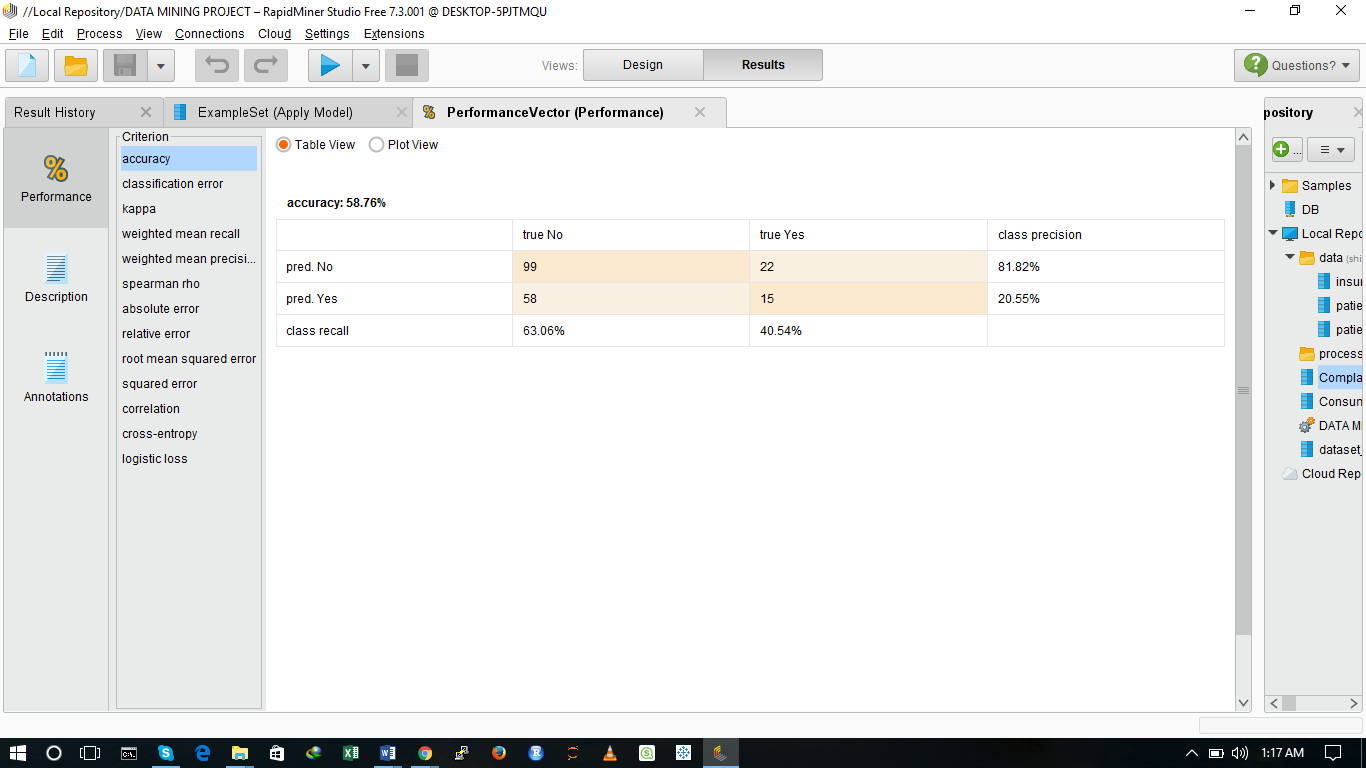 //Local Repository/DATA MINING PROJECT – RapidMiner Studio Free 7.3.001 @ DESKTOP-5PJTMQU
File Edit Process View Connections Cloud Settings Extensions
Views: Design Results Questions?
Result History ExampleSet (Apply Model) PerformanceVector (Performance) pository
% Performance
Description
Annotations
Criterion
accuracy
classification error
kappa
weighted mean recall
weighted mean precisi...
spearman rho
absolute error
relative error
root mean squared error
squared error
correlation
cross-entropy
logistic loss
Table View Plot View
accuracy: 58.76%
true No true Yes class precision
pred. No 99 22 81.82%
pred. Yes 58 15 20.55%
class recall 63.06% 40.54%
...
Samples
DB
Local Repo
data (shi
insur
patie
patie
process
Compla
Consum
DATA M
dataset_
Cloud Rep
1:17 AM